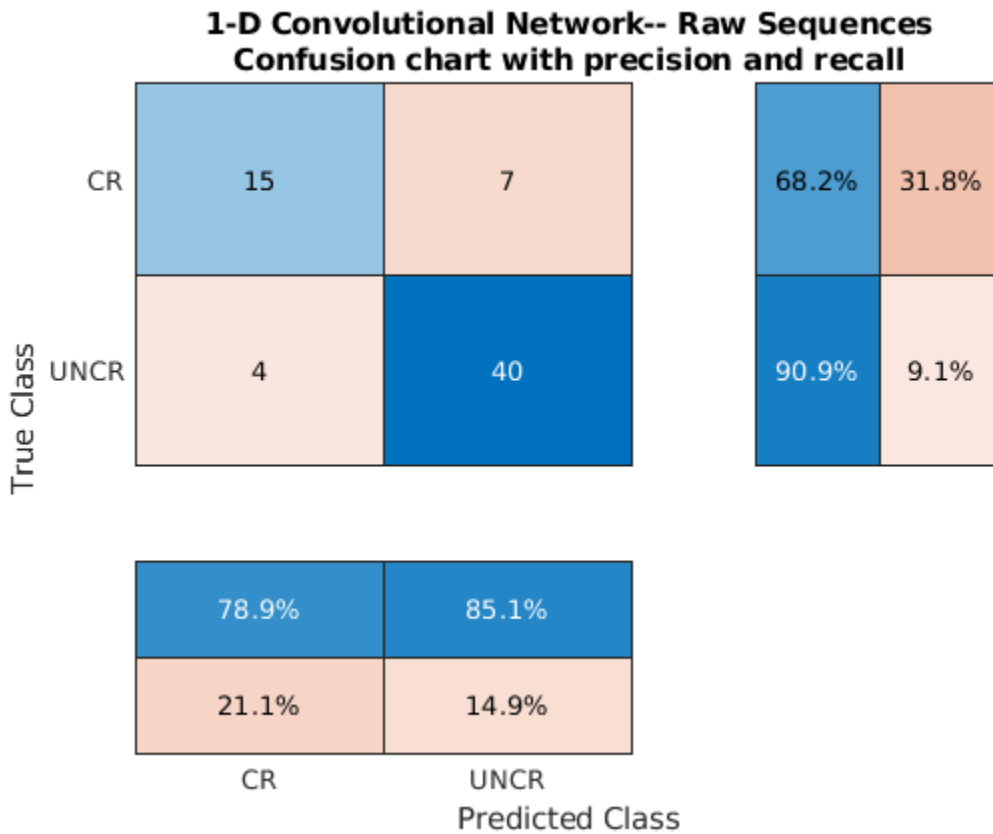 1-D Convolutional Network-- Raw Sequences
Confusion chart with precision and recall
CR 15 7 68.2% 31.8%
True Class
UNCR 4 40 90.9% 9.1%
78.9% 85.1%
21.1% 14.9%
CR UNCR
Predicted Class